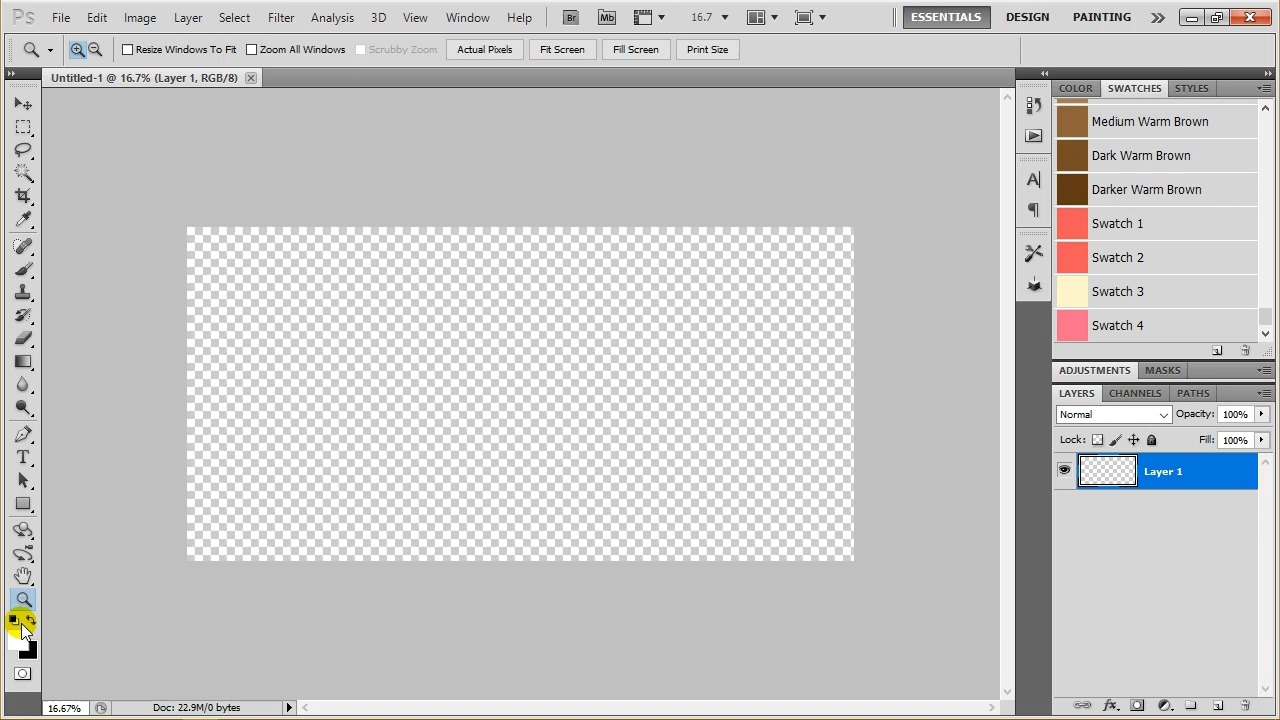 Ps File Edit Image Layer Select Filter Analysis 3D View Window Help Br Mb 16.7 ESSENTIALS DESIGN PAINTING
Resize Windows To Fit Zoom All Windows Scrubby Zoom Actual Pixels Fit Screen Fill Screen Print Size
Untitled-1 @ 16.7% (Layer 1, RGB/8)
COLOR SWATCHES STYLES
Medium Warm Brown
Dark Warm Brown
Darker Warm Brown
Swatch 1
Swatch 2
Swatch 3
Swatch 4
ADJUSTMENTS MASKS
LAYERS CHANNELS PATHS
Normal Opacity: 100%
Lock: Fill: 100%
Layer 1
16.67% Doc: 22.9M/0 bytes